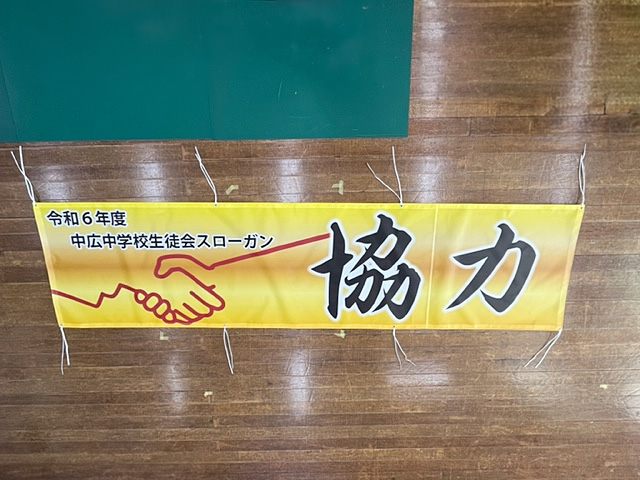 令和６年度
中広中学校生徒会スローガン
協力